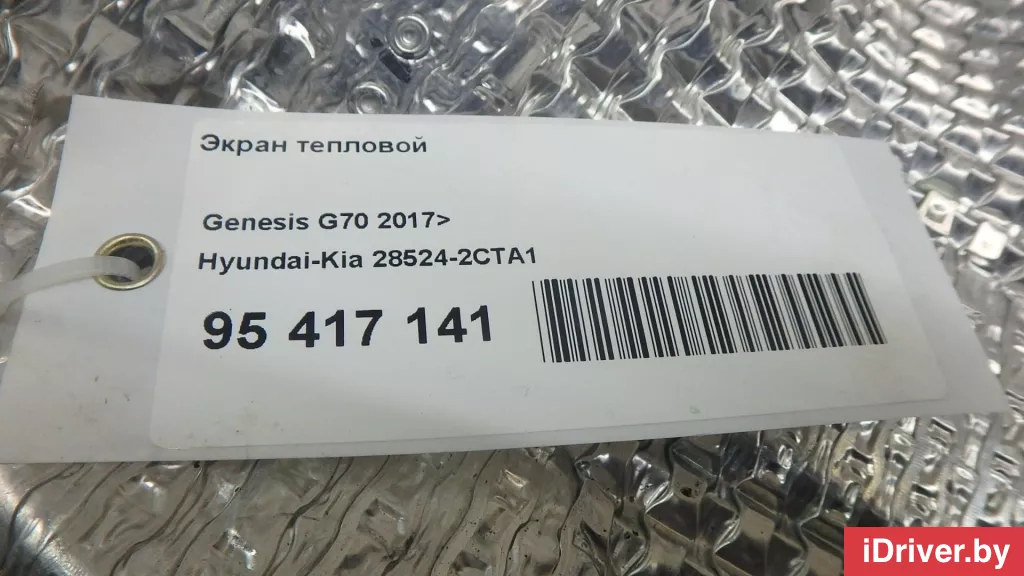 Экран тепловой
Genesis G70 2017>
Hyundai-Kia 28524-2CTA1
95 417 141
iDriver.by